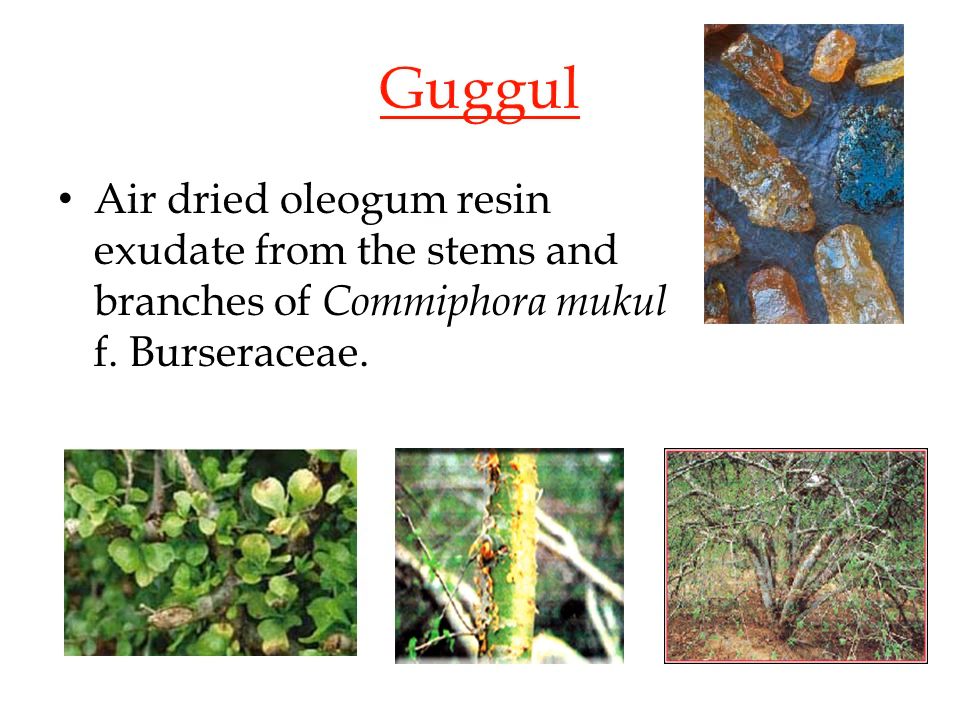 Guggul
• Air dried oleogum resin
exudate from the stems and
branches of Commiphora mukul
f. Burseraceae.